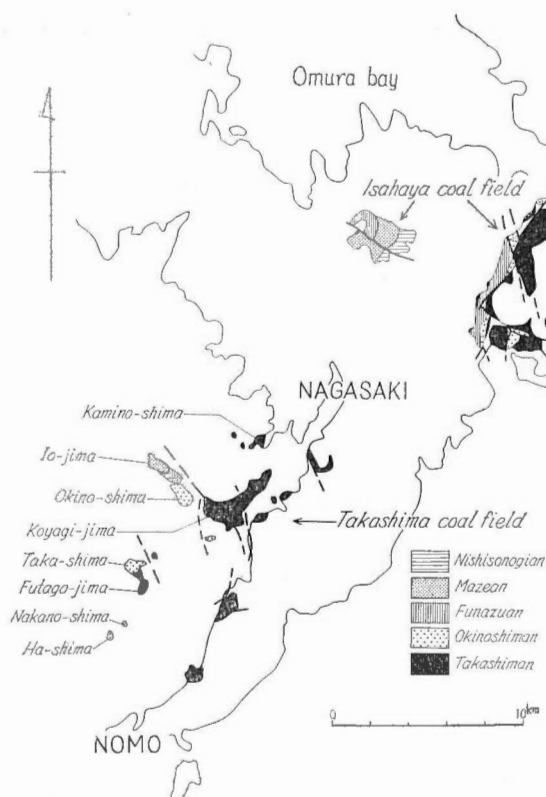 Omura bay
Isahaya coal field
NAGASAKI
Kamino-shima
Io-jima
Okino-shima
Koyagi-jima
Takashima coal field
Taka-shima
Futago-jima
Nakano-shima
Ha-shima
Nishisonogian
Mazean
Funazuan
Okinoshiman
Takashiman
0 10km
NOMO